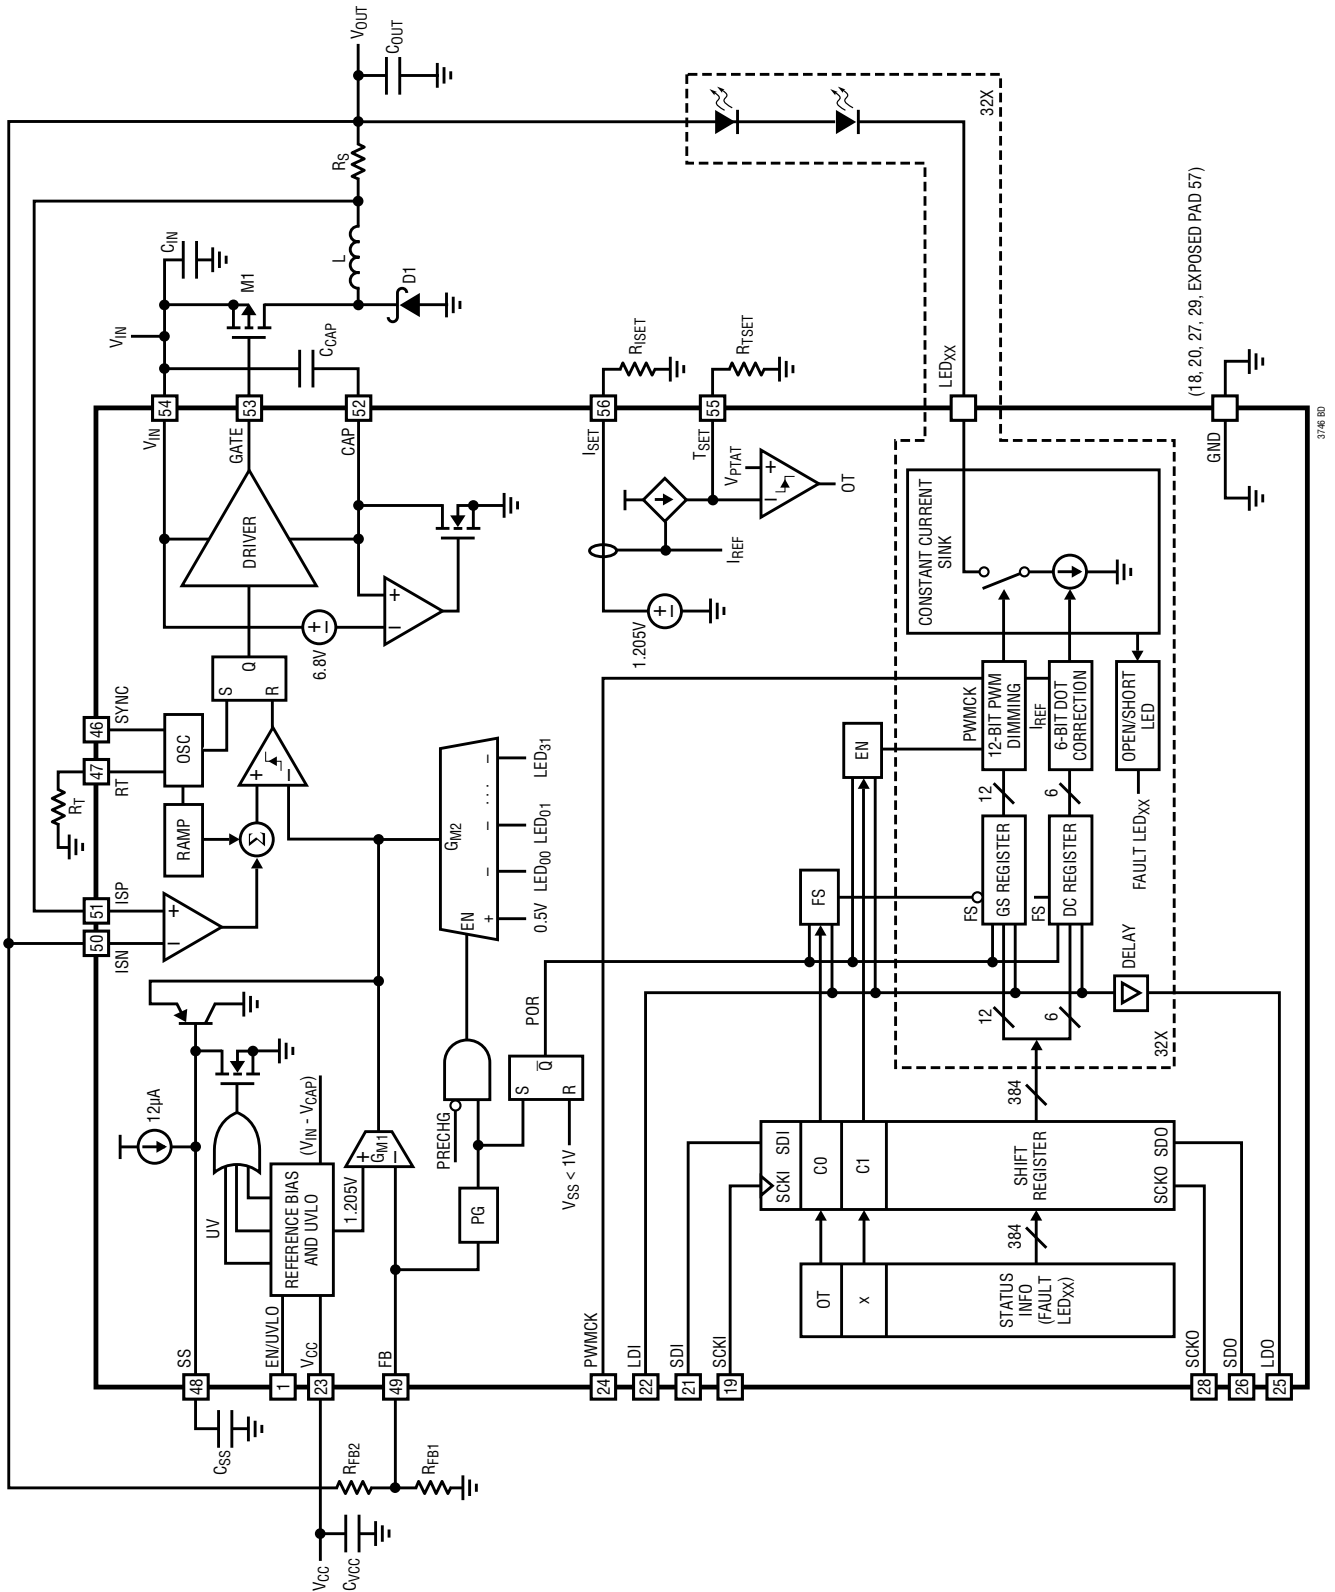 VIN
CIN
M1
CCAP
L
D1
RS
VOUT
COUT
RT
47
RT
46
SYNC
50
ISN
51
ISP
54
VIN
53
GATE
52
CAP
RAMP
OSC
Σ
+
–
+
–
S
R
Q
DRIVER
6.8V
+
–
+
–
SS
48
CSS
12µA
UV
REFERENCE BIAS
AND UVLO
(VIN - VCAP)
1.205V
+
–
GM1
EN/UVLO
1
VCC
23
FB
49
RFB2
RFB1
VCC
CVCC
PRECHG
PG
VSS < 1V
S
R
Q
POR
EN
GM2
+
–
–
. . .
–
0.5V
LED00
LED01
LED31
1.205V
+
–
IREF
ISET
56
RISET
TSET
55
RTSET
VPTAT
+
–
OT
PWMCK
24
LDI
22
SDI
21
SCKI
19
SCKO
28
SDO
26
LDO
25
OT
x
STATUS
INFO
(FAULT
LEDXX)
384
SCKI
SDI
C0
C1
SHIFT
REGISTER
SCKO
SDO
384
12
6
FS
EN
FS
GS REGISTER
FS
DC REGISTER
DELAY
32X
12
6
PWMCK
12-BIT PWM
DIMMING
IREF
6-BIT DOT
CORRECTION
OPEN/SHORT
LED
FAULT LEDXX
CONSTANT CURRENT
SINK
LEDXX
32X
GND
(18, 20, 27, 29, EXPOSED PAD 57)
3746 BD